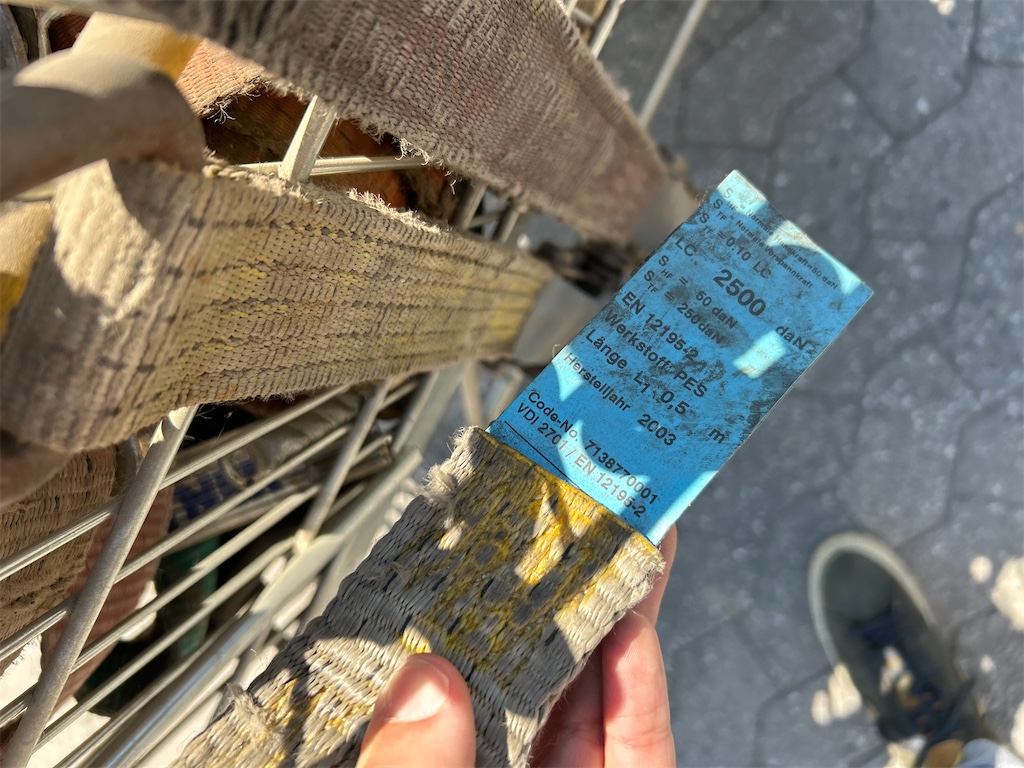 LC 2500 daN
S HF = 50 daN
S TF = 250daN
EN 12195-2
Werkstoff: PES
Länge L1 0,5 m
Herstelljahr 2003
Code-No. 7138770001
VDI 2701 / EN 12195-2